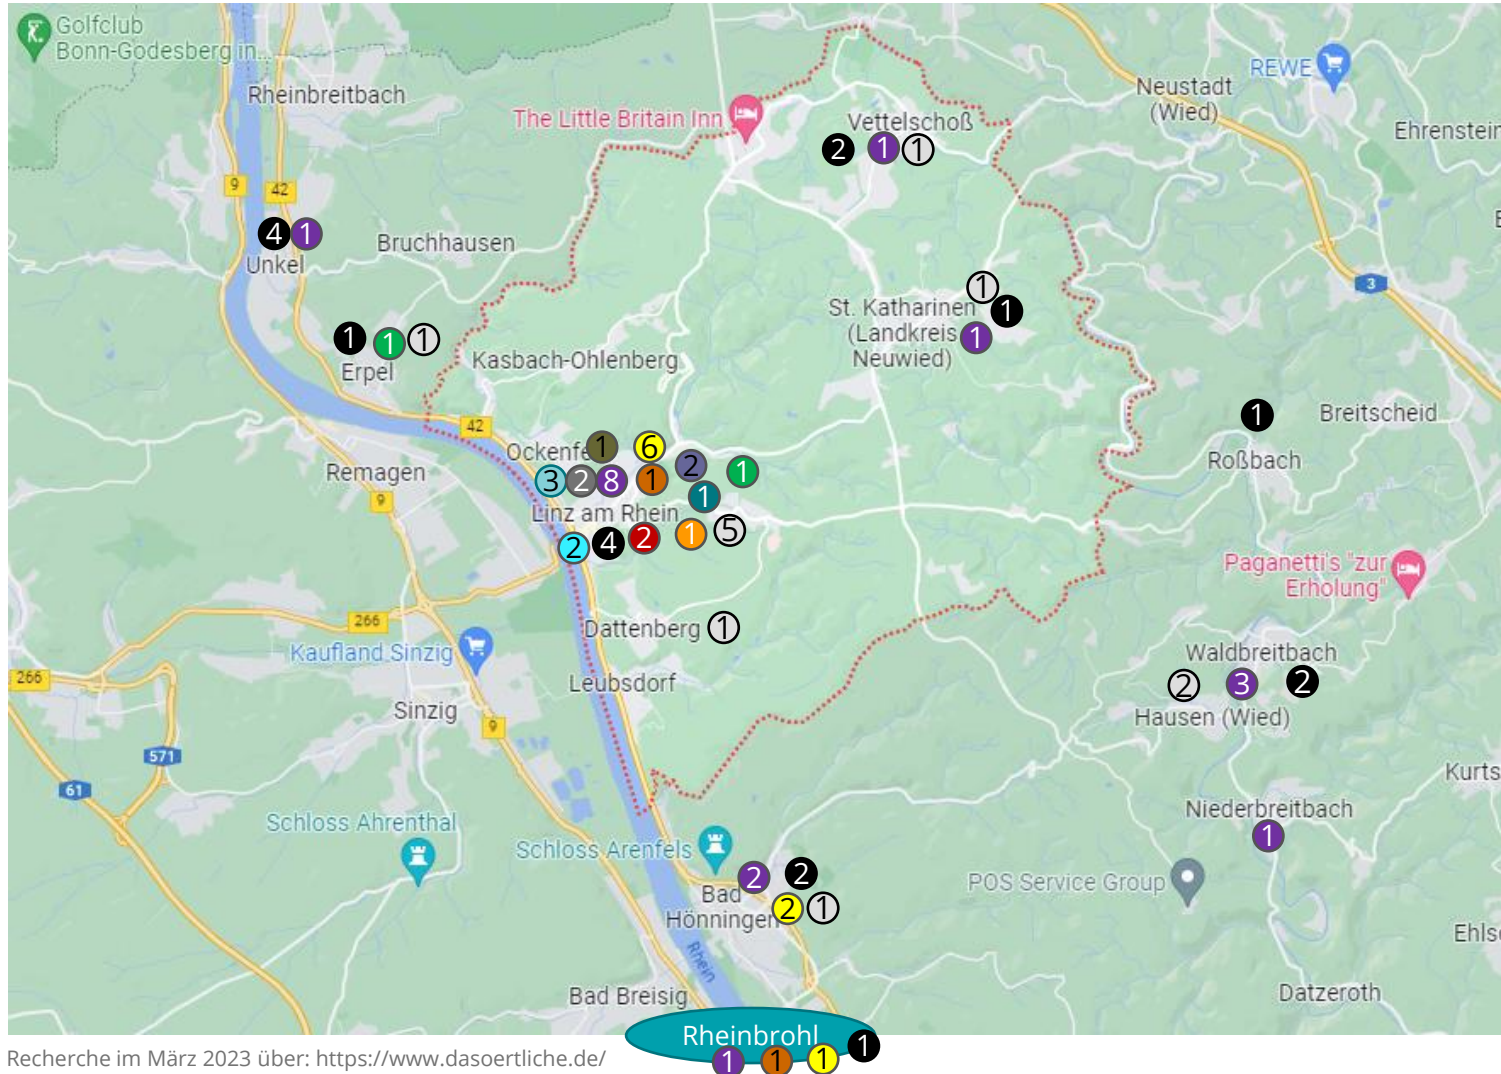 Golfclub
Bonn-Godesberg in...
Rheinbreitbach
REWE
Neustadt
(Wied)
The Little Britain Inn
Vettelschoß
Ehrenstein
2 1 1
9
42
4 1
Bruchhausen
Unkel
3
1
St. Katharinen
1
(Landkreis
1
Neuwied)
1 1 1
Erpel
Kasbach-Ohlenberg
1
Breitscheid
42
Roßbach
Ockenfe
1 6
2
1
3 2 8 1
1
Remagen
9
Linz am Rhein
2 4 2 1 5
Paganetti's "zur
Erholung"
266
Dattenberg 1
Kaufland Sinzig
Waldbreitbach
266
Leubsdorf
2 3 2
Sinzig
Hausen (Wied)
9
571
61
Kurts
Niederbreitbach
1
Schloss Ahrenthal
Schloss Arenfels
2 2
POS Service Group
Bad
Hönningen
2 1
Ehls
Rhein
Bad Breisig
Datzeroth
Rheinbrohl
1 1 1 1
Recherche im März 2023 über: https://www.dasoertliche.de/